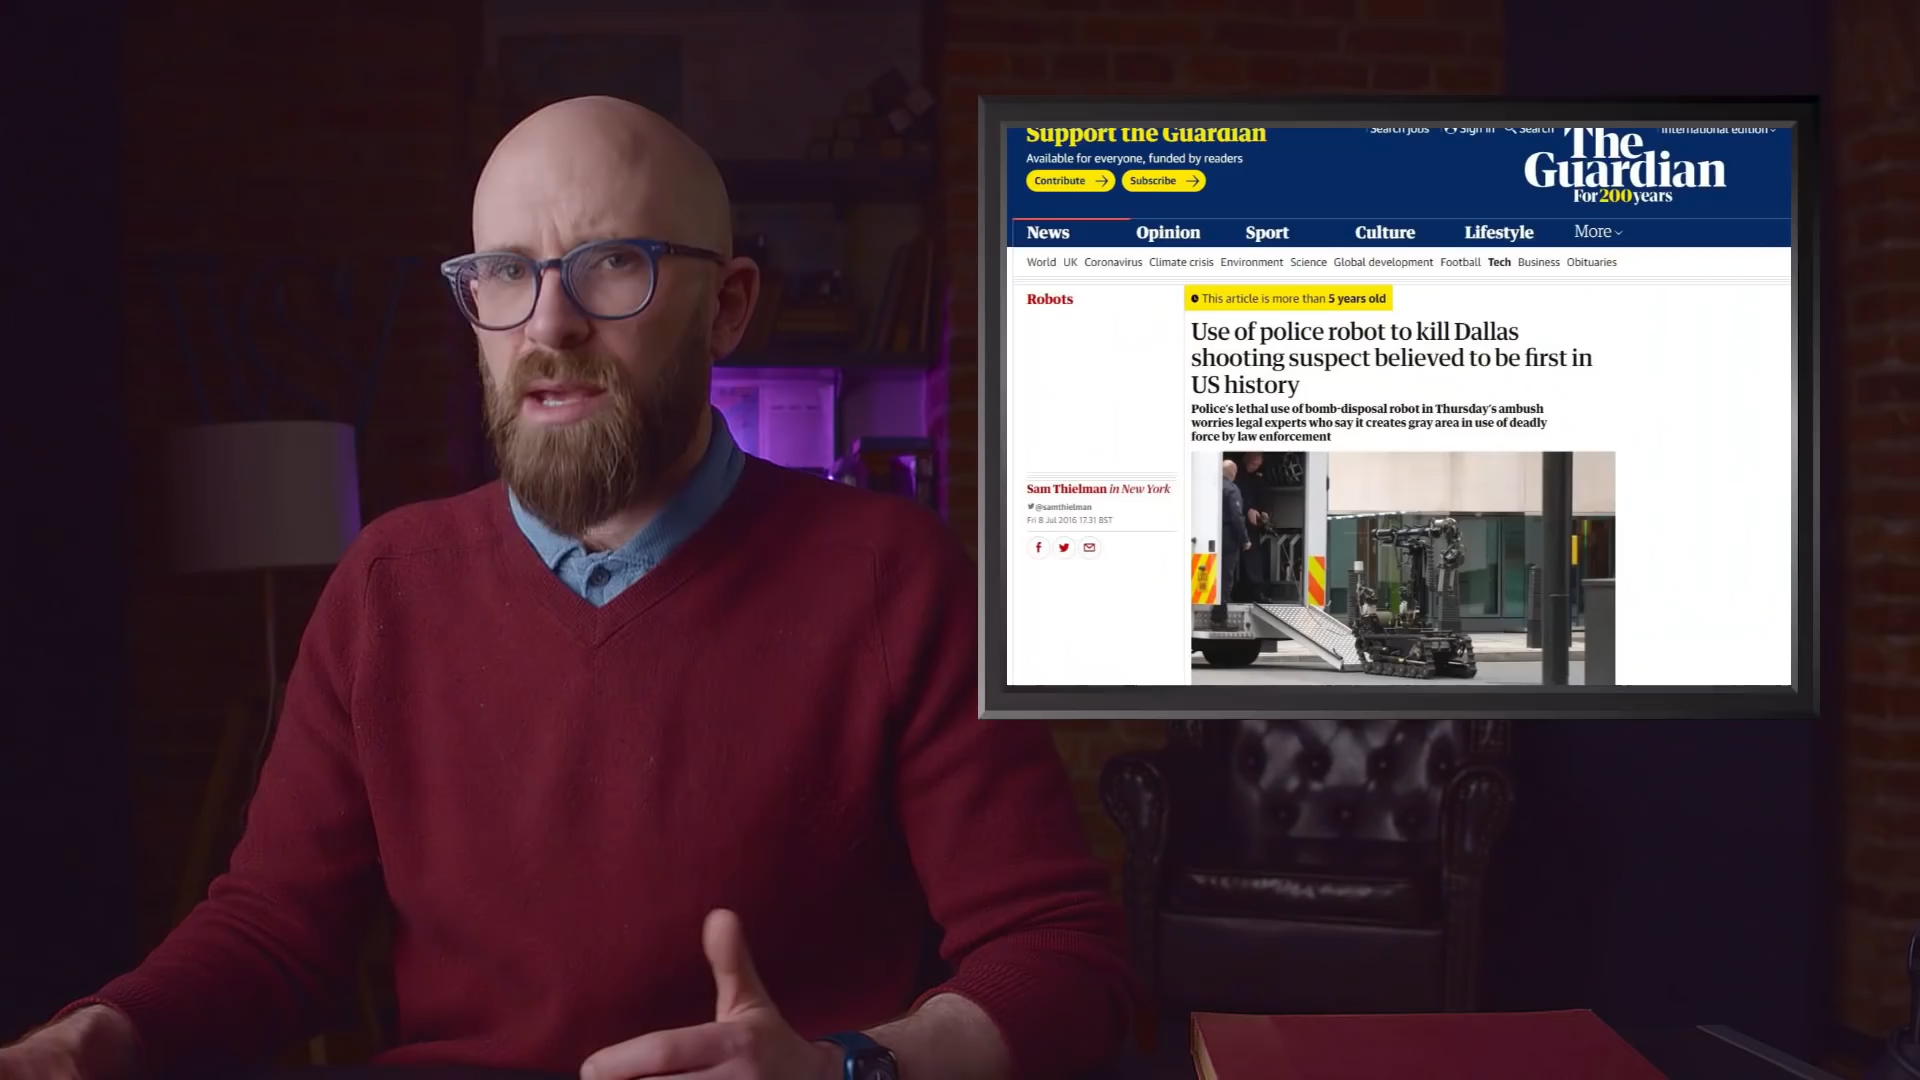 Support the Guardian
Available for everyone, funded by readers
Contribute →
Subscribe →
Search jobs
Sign in
Search
International edition
The
Guardian
For 200 years
News
Opinion
Sport
Culture
Lifestyle
More
World UK Coronavirus Climate crisis Environment Science Global development Football Tech Business Obituaries
Robots
This article is more than 5 years old
Use of police robot to kill Dallas
shooting suspect believed to be first in
US history
Police's lethal use of bomb-disposal robot in Thursday's ambush
worries legal experts who say it creates gray area in use of deadly
force by law enforcement
Sam Thielman in New York
@samthielman
Fri 8 Jul 2016 17.31 BST